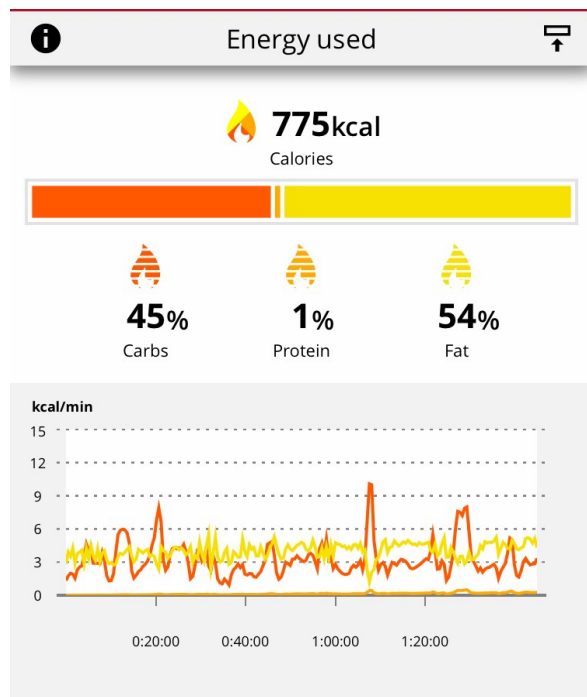 Energy used
775kcal
Calories
45% 1% 54%
Carbs Protein Fat
kcal/min
15
12
9
6
3
0
0:20:00 0:40:00 1:00:00 1:20:00